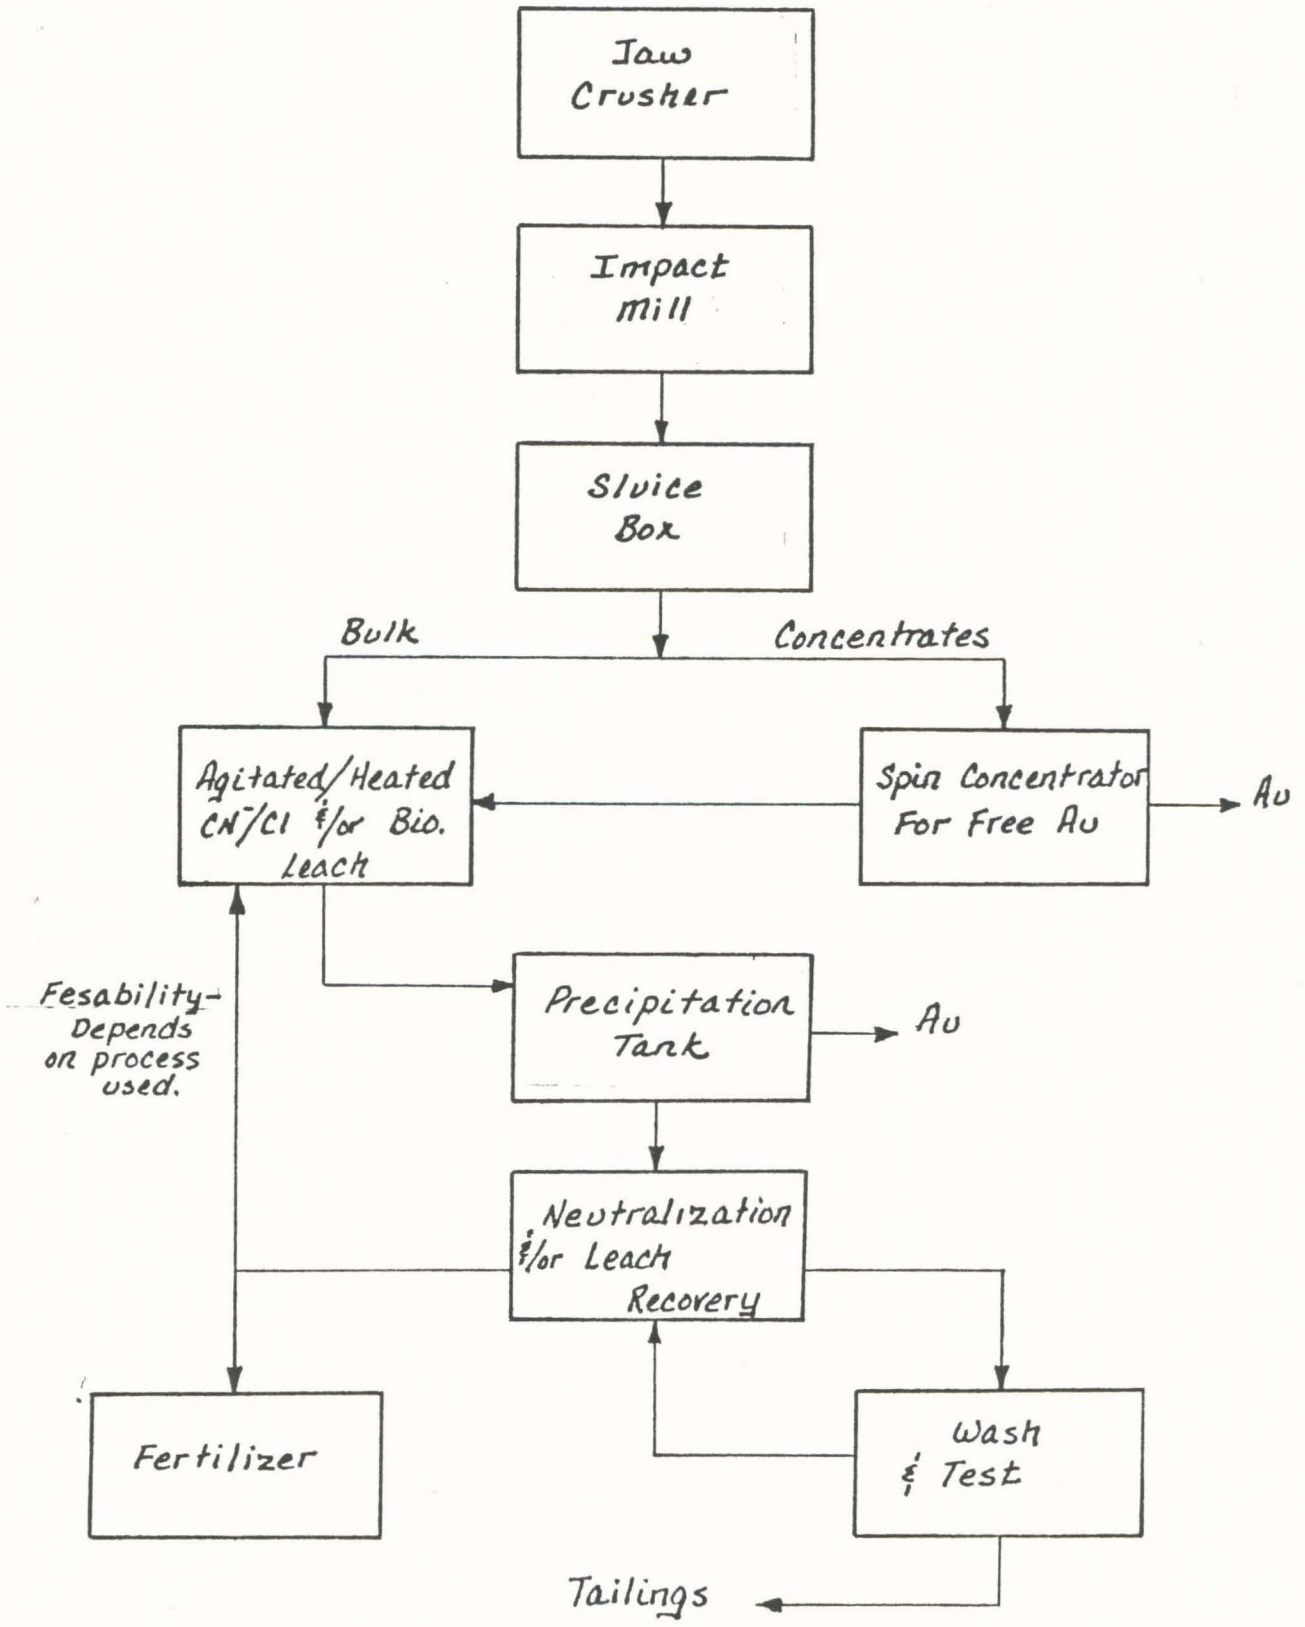 Jaw
Crusher
Impact
Mill
Sluice
Box
Bulk
Concentrates
Agitated/Heated
CN⁻/Cl &/or Bio.
Leach
Spin Concentrator
For Free Au
Au
Fesability-
Depends
on process
used.
Precipitation
Tank
Au
Neutralization
&/or Leach
Recovery
Fertilizer
Wash
& Test
Tailings